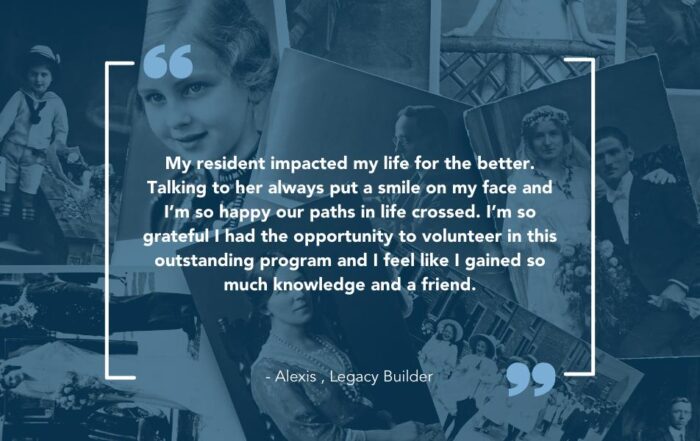 “
My resident impacted my life for the better.
Talking to her always put a smile on my face and
I’m so happy our paths in life crossed. I’m so
grateful I had the opportunity to volunteer in this
outstanding program and I feel like I gained so
much knowledge and a friend.
- Alexis , Legacy Builder
”